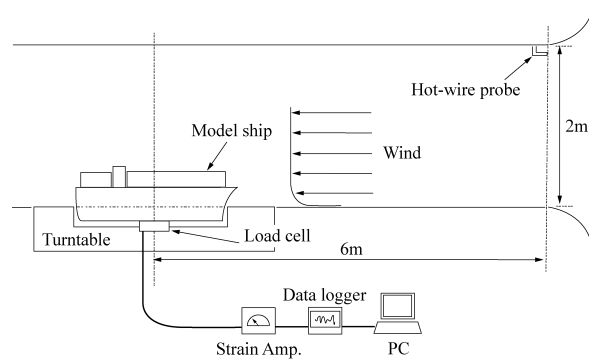 Hot-wire probe
2m
Model ship
Wind
Turntable
Load cell
6m
Data logger
Strain Amp.
PC